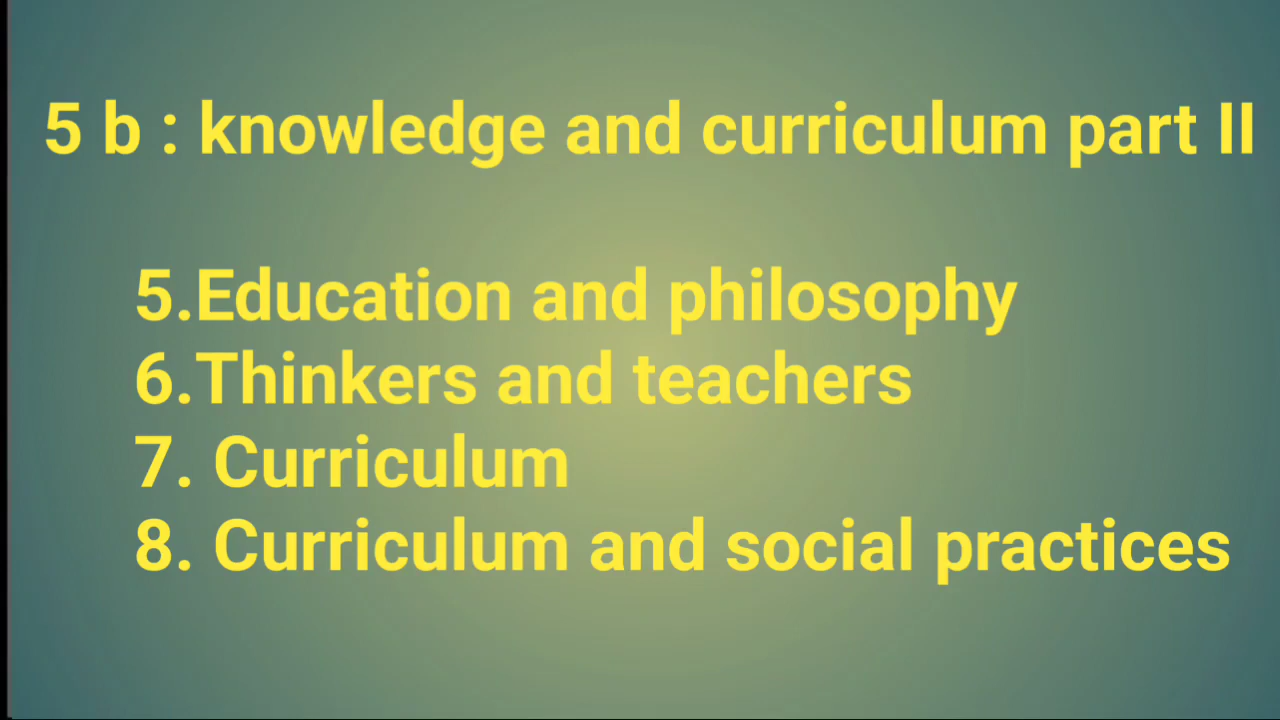 5 b : knowledge and curriculum part II
5.Education and philosophy
6.Thinkers and teachers
7. Curriculum
8. Curriculum and social practices